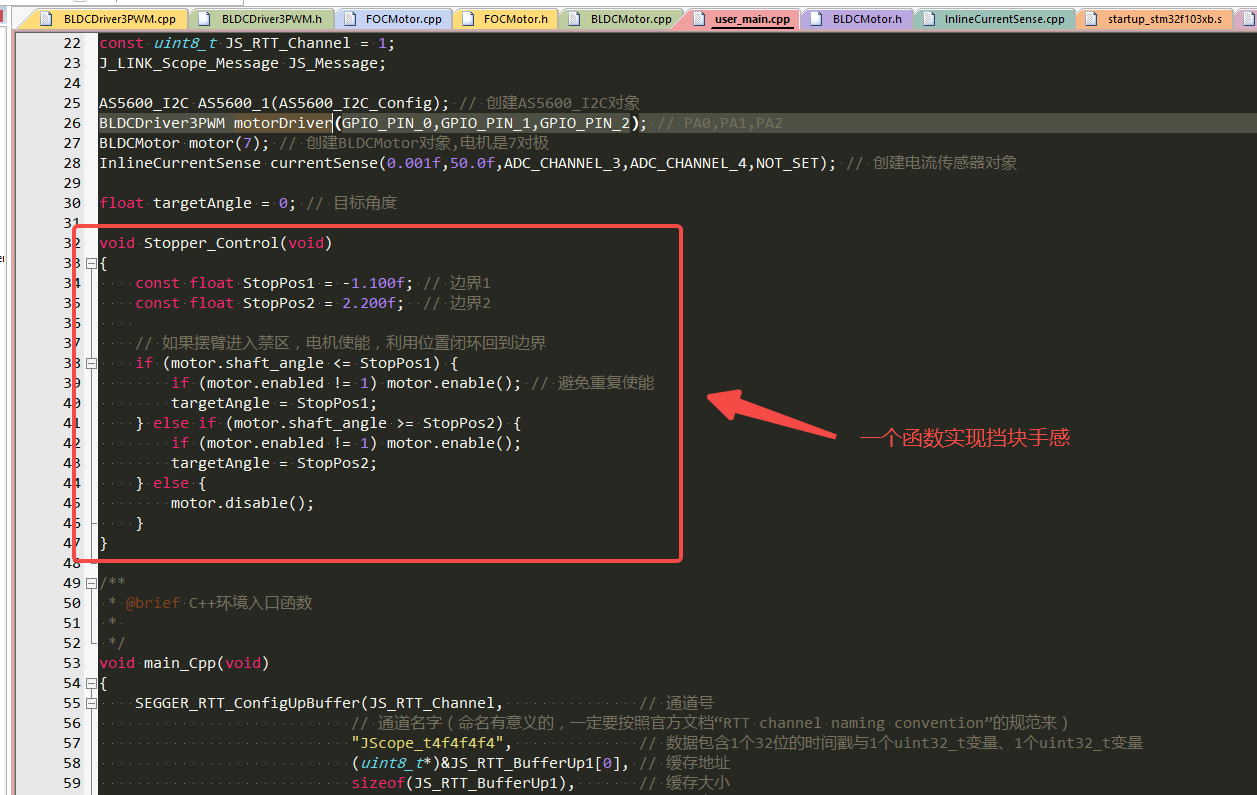 BLDCDriver3PWM.cpp BLDCDriver3PWM.h FOCMotor.cpp FOCMotor.h BLDCMotor.cpp user_main.cpp BLDCMotor.h InlineCurrentSense.cpp startup_stm32f103xb.s
22 const uint8_t JS_RTT_Channel = 1;
23 J_LINK_Scope_Message JS_Message;
24
25 AS5600_I2C AS5600_1(AS5600_I2C_Config); // 创建AS5600_I2C对象
26 BLDCDriver3PWM motorDriver(GPIO_PIN_0,GPIO_PIN_1,GPIO_PIN_2); // PA0,PA1,PA2
27 BLDCMotor motor(7); // 创建BLDCMotor对象,电机是7对极
28 InlineCurrentSense currentSense(0.001f,50.0f,ADC_CHANNEL_3,ADC_CHANNEL_4,NOT_SET); // 创建电流传感器对象
29
30 float targetAngle = 0; // 目标角度
31
32 void Stopper_Control(void)
33 {
34 const float StopPos1 = -1.100f; // 边界1
35 const float StopPos2 = 2.200f; // 边界2
36
37 // 如果摆臂进入禁区，电机使能，利用位置闭环回到边界
38 if (motor.shaft_angle <= StopPos1) {
39 if (motor.enabled != 1) motor.enable(); // 避免重复使能
40 targetAngle = StopPos1;
41 } else if (motor.shaft_angle >= StopPos2) {
42 if (motor.enabled != 1) motor.enable();
43 targetAngle = StopPos2;
44 } else {
45 motor.disable();
46 }
47 }
48
一个函数实现挡块手感
49 /**
50 * @brief C++环境入口函数
51 *
52 */
53 void main_Cpp(void)
54 {
55 SEGGER_RTT_ConfigUpBuffer(JS_RTT_Channel, // 通道号
56 // 通道名字（命名有意义的，一定要按照官方文档“RTT channel naming convention”的规范来）
57 "JScope_t4f4f4f4", // 数据包含1个32位的时间戳与1个uint32_t变量、1个uint32_t变量
58 (uint8_t*)&JS_RTT_BufferUp1[0], // 缓存地址
59 sizeof(JS_RTT_BufferUp1), // 缓存大小